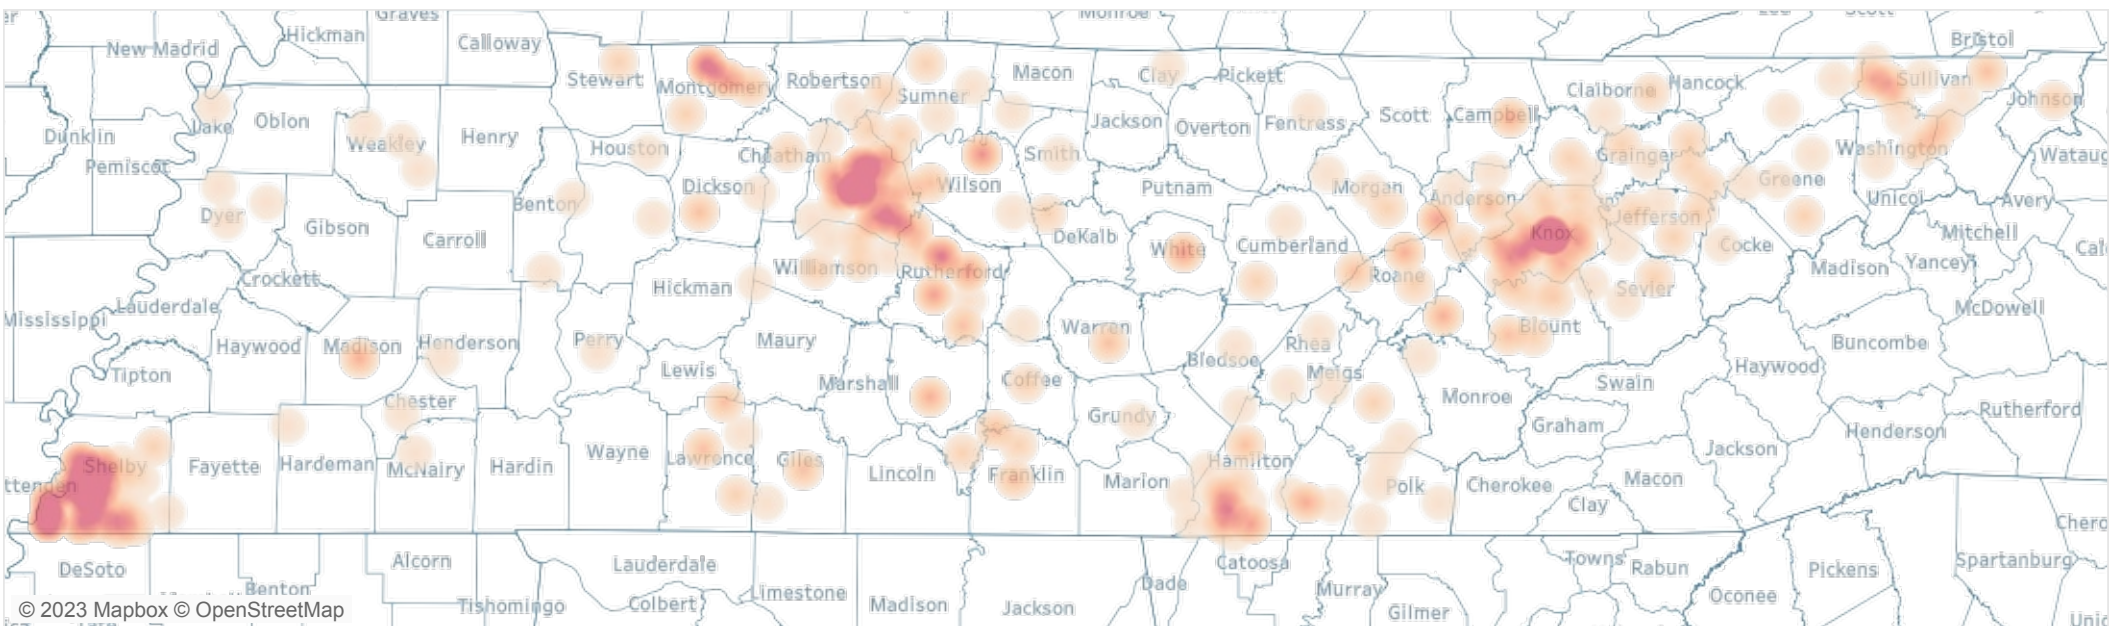 Graves
Monroe
Scott
Hickman
New Madrid
Calloway
Bristol
Stewart
Montgomery
Robertson
Sumner
Macon
Clay
Pickett
Claiborne
Hancock
Sullivan
Johnson
Lake
Obion
Dunklin
Weakley
Henry
Houston
Cheatham
Smith
Jackson
Overton
Fentress
Scott
Campbell
Grainger
Washington
Watauga
Pemiscot
Dickson
Wilson
Putnam
Morgan
Anderson
Greene
Unicoi
Avery
Dyer
Gibson
Benton
Carroll
DeKalb
White
Cumberland
Knox
Jefferson
Cocke
Mitchell
Madison
Yancey
Crockett
Williamson
Rutherford
Hickman
Roane
Sevier
Mississippi
Lauderdale
McDowell
Haywood
Madison
Henderson
Perry
Maury
Warren
Blount
Buncombe
Tipton
Lewis
Marshall
Coffee
Bledsoe
Rhea
Meigs
Monroe
Swain
Haywood
Chester
Grundy
Graham
Henderson
Rutherford
Shelby
Fayette
Hardeman
McNairy
Hardin
Wayne
Lawrence
Giles
Lincoln
Franklin
Marion
Hamilton
Polk
Cherokee
Macon
Jackson
Clay
DeSoto
Alcorn
Lauderdale
Limestone
Catoosa
Towns
Rabun
Pickens
Spartanburg
Benton
Tishomingo
Colbert
Madison
Jackson
Dade
Murray
Gilmer
Oconee
© 2023 Mapbox © OpenStreetMap